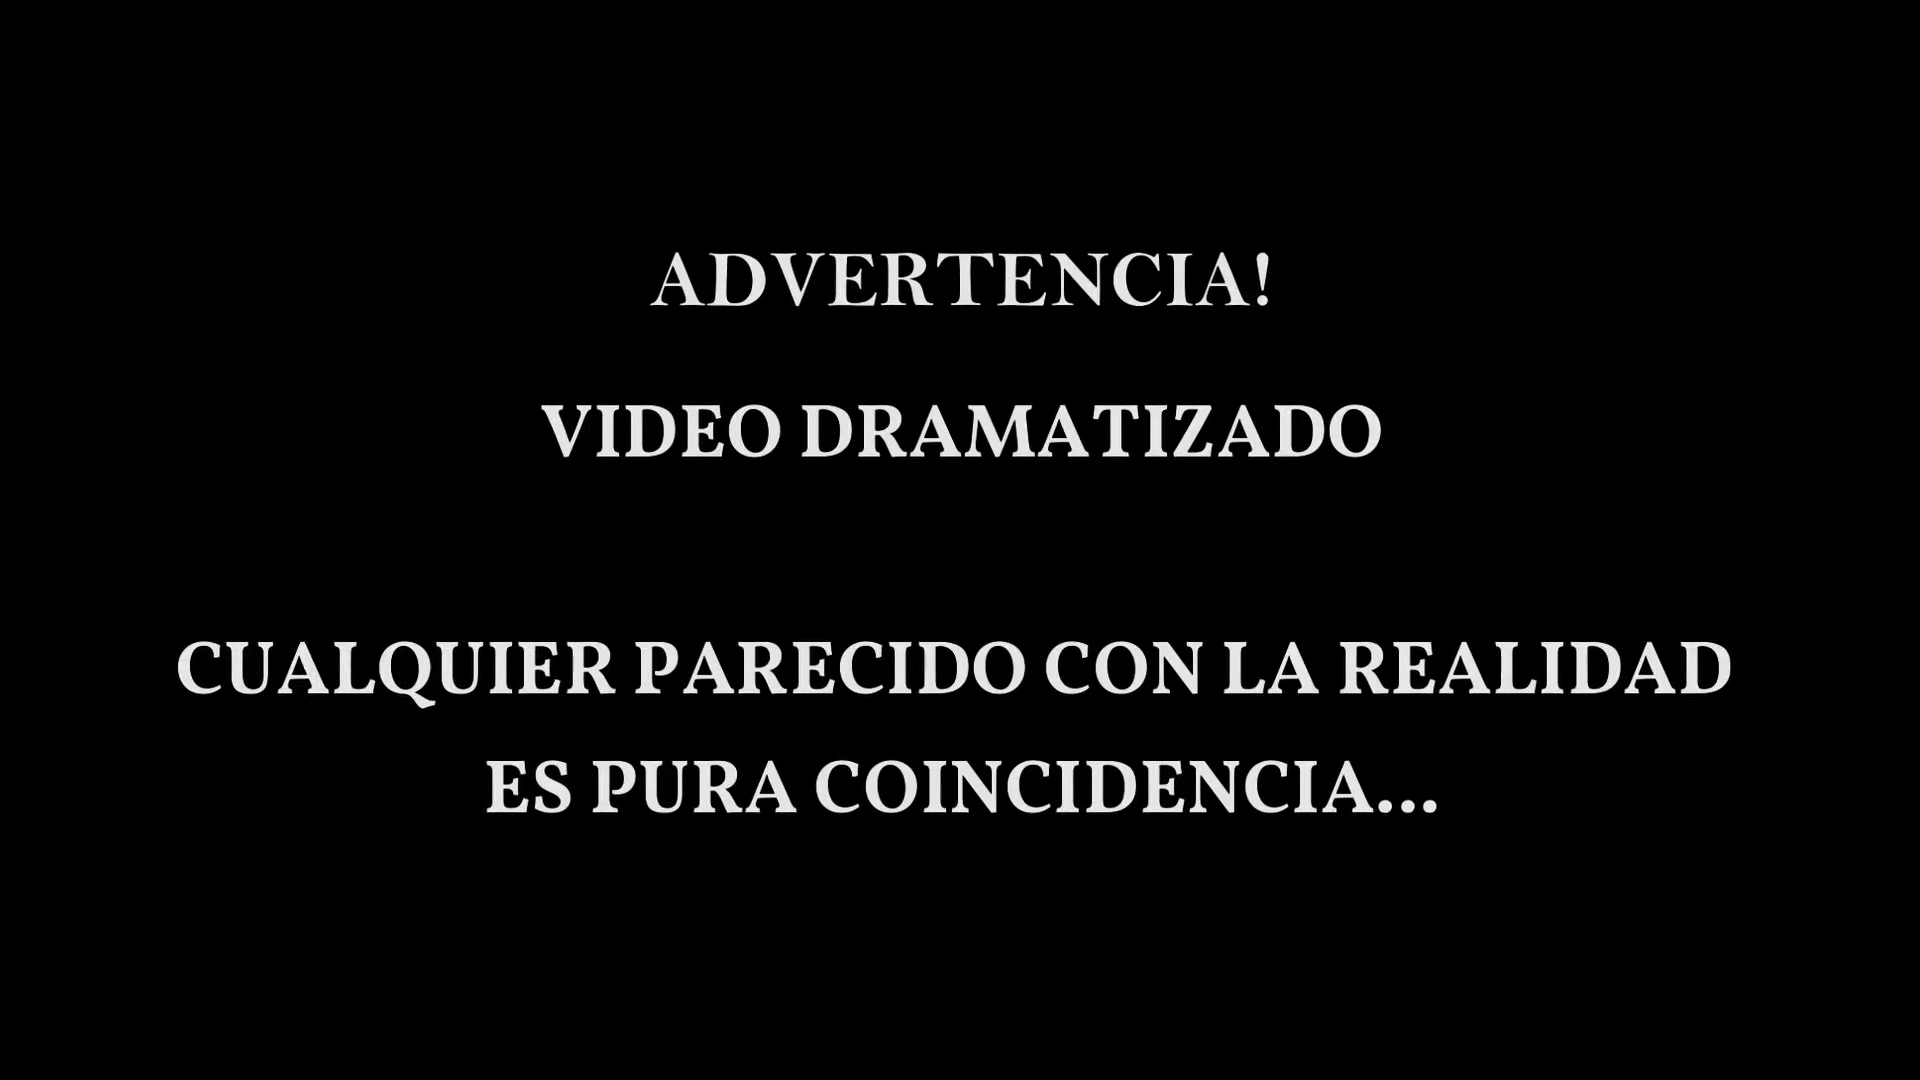 ADVERTENCIA!
VIDEO DRAMATIZADO
CUALQUIER PARECIDO CON LA REALIDAD
ES PURA COINCIDENCIA...